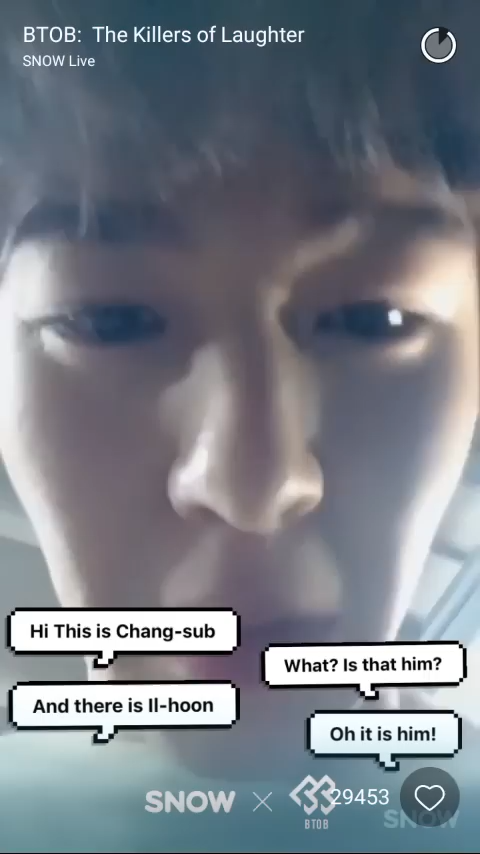 BTOB: The Killers of Laughter
SNOW Live
Hi This is Chang-sub
What? Is that him?
And there is Il-hoon
Oh it is him!
SNOW
BTOB
29453
SNOW